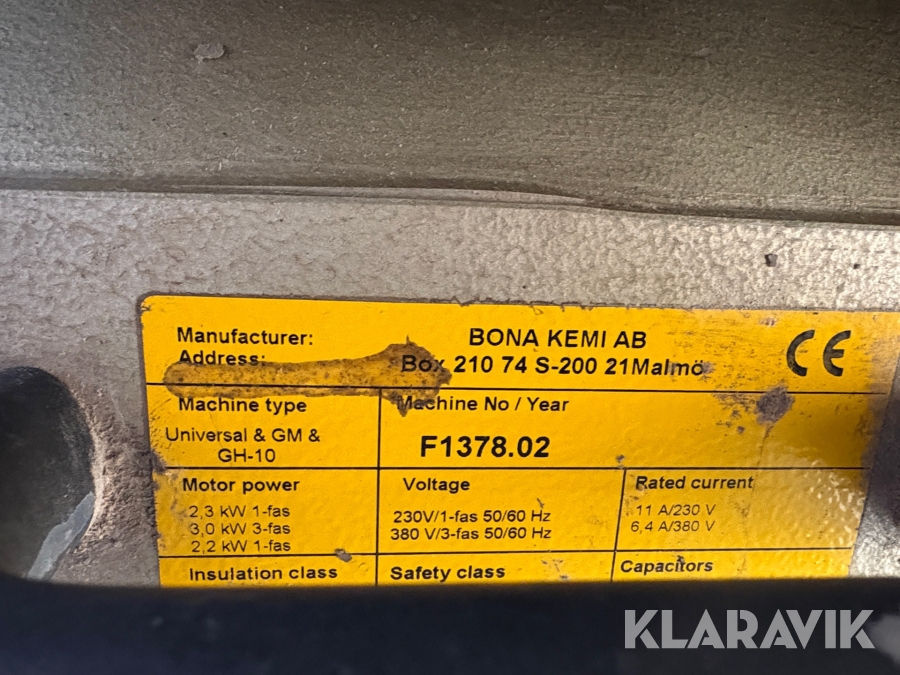 Manufacturer: BONA KEMI AB
Address: Box 210 74 S-200 21Malmö
CE
Machine type Machine No / Year
Universal & GM &
GH-10
F1378.02
Motor power Voltage Rated current
2,3 kW 1-fas 230V/1-fas 50/60 Hz 11 A/230 V
3,0 kW 3-fas 380 V/3-fas 50/60 Hz 6,4 A/380 V
2,2 kW 1-fas
Insulation class Safety class Capacitors
KLARAVIK